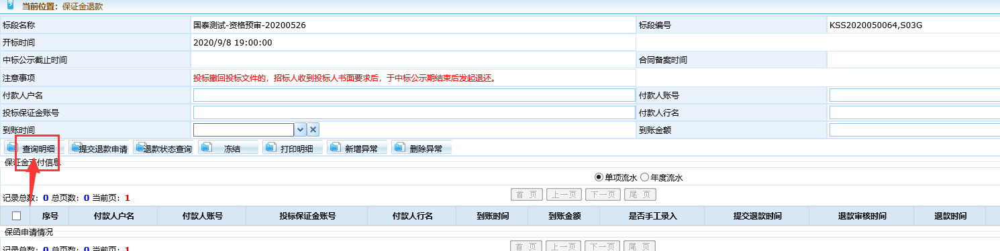 当前位置：保证金退款
标段名称 国泰测试-资格预审-20200526 标段编号 KSS2020050064,S03G
开标时间 2020/9/8 19:00:00
中标公示截止时间 合同备案时间
注意事项 投标撤回投标文件的，招标人收到投标人书面要求后，于中标公示期结束后发起退还。
付款人户名 付款人账号
投标保证金账号 付款人行名
到账时间 到账金额
查询明细 提交退款申请 退款状态查询 冻结 打印明细 新增异常 删除异常
保证金支付信息
单项流水 年度流水
记录总数：0 总页数：0 当前页：1 首 页 上一页 下一页 尾 页
序号 付款人户名 付款人账号 投标保证金账号 付款人行名 到账时间 到账金额 是否手工录入 提交退款时间 退款审核时间 退款时间
保函申请情况
记录总数：0 总页数：0 当前页：1 首 页 上一页 下一页 尾 页